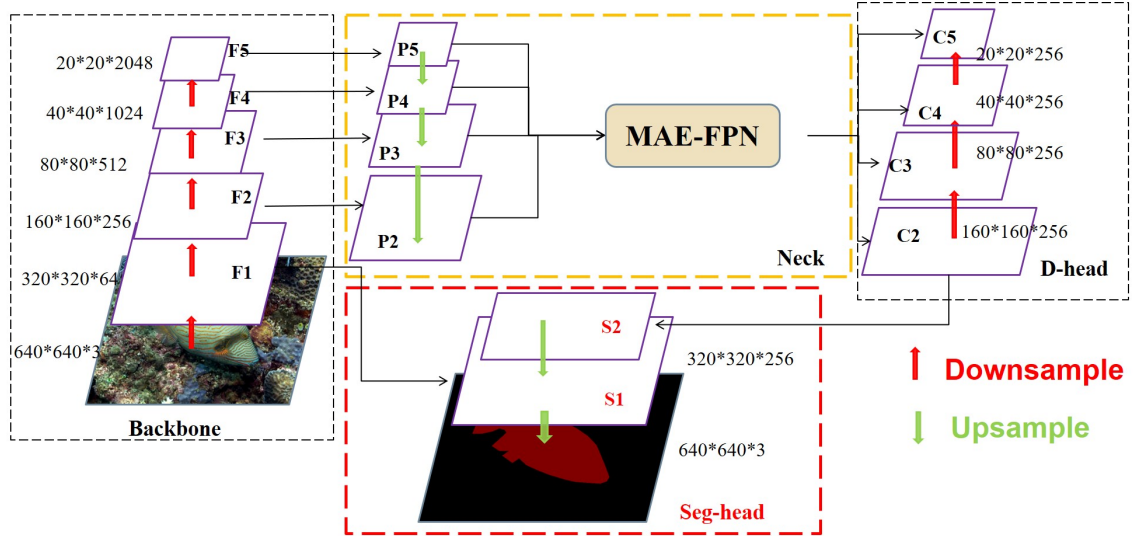 F5
20*20*2048
F4
40*40*1024
F3
80*80*512
F2
160*160*256
F1
320*320*64
640*640*3
Backbone
P5
P4
P3
P2
MAE-FPN
Neck
C5
20*20*256
C4
40*40*256
C3
80*80*256
C2
160*160*256
D-head
S2
320*320*256
S1
640*640*3
Seg-head
Downsample
Upsample